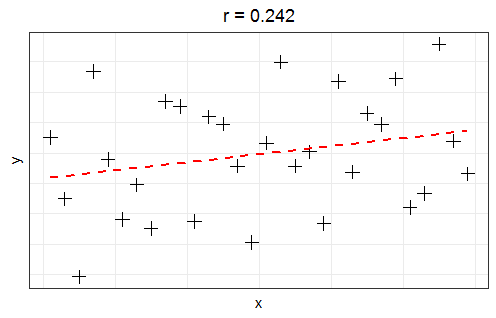 r = 0.242
y
x